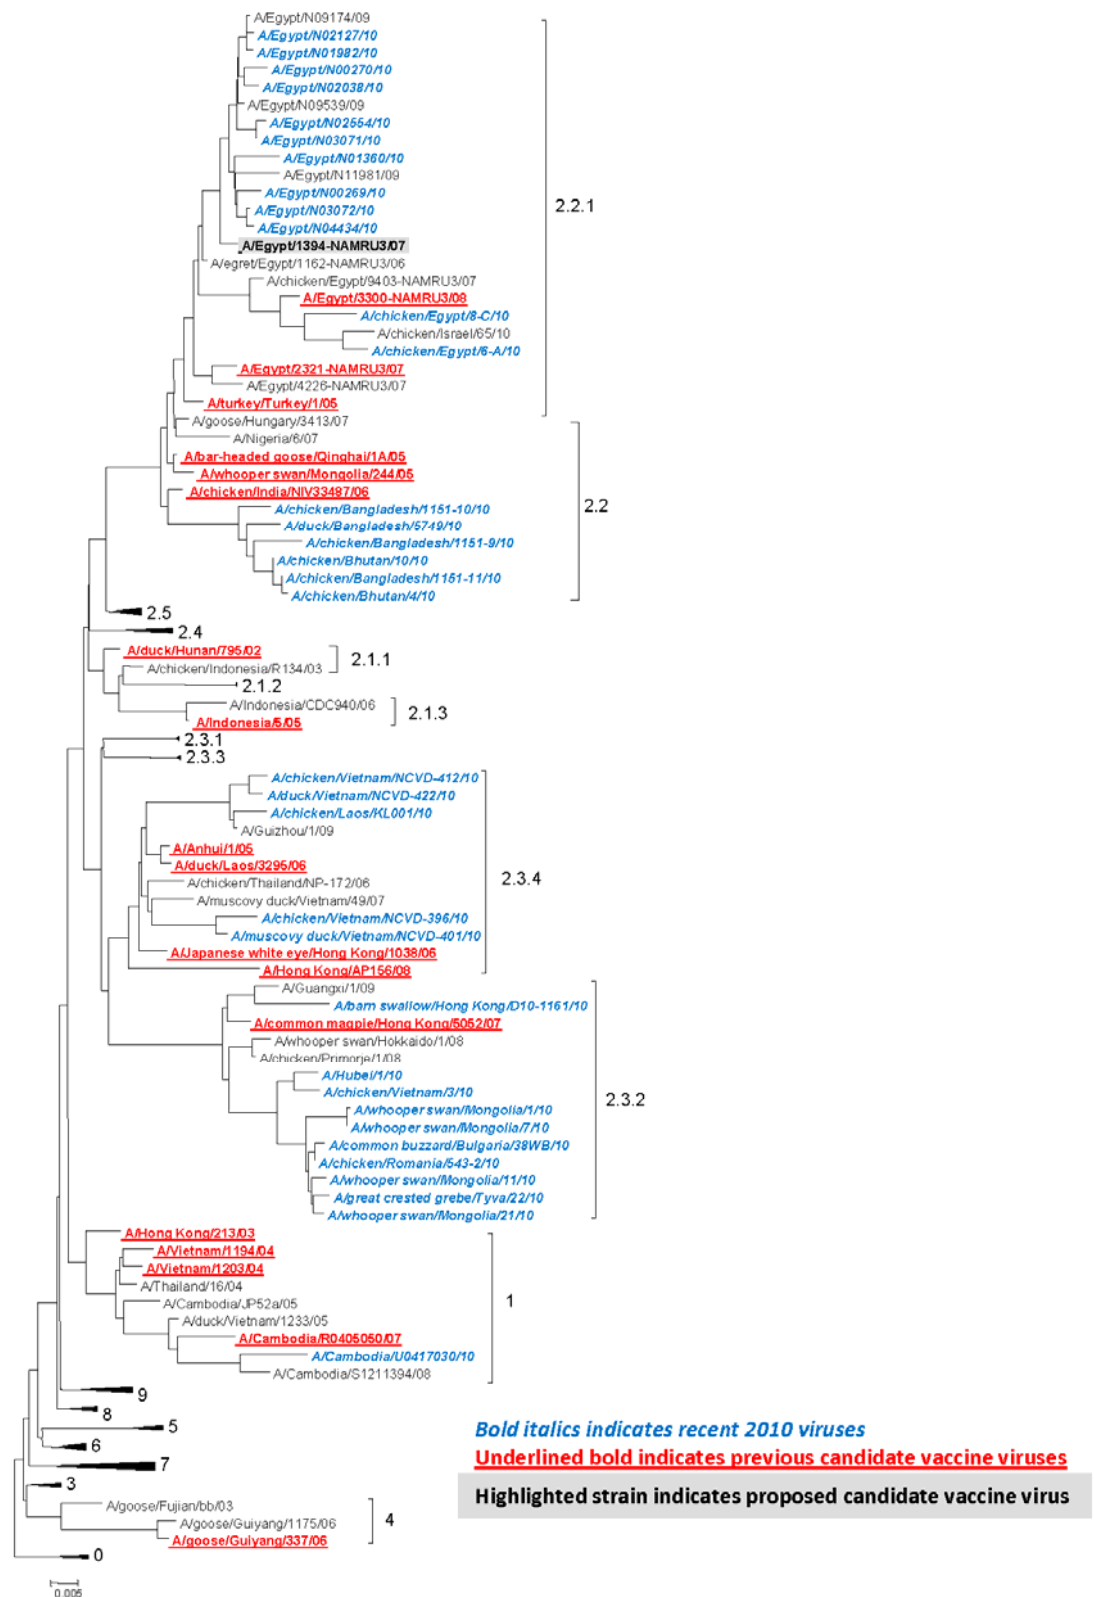 A/Egypt/N09174/09
A/Egypt/N02127/10
A/Egypt/N01982/10
A/Egypt/N00270/10
A/Egypt/N02038/10
A/Egypt/N09539/09
A/Egypt/N02554/10
A/Egypt/N03071/10
A/Egypt/N01360/10
A/Egypt/N11981/09
A/Egypt/N00269/10
2.2.1
A/Egypt/N03072/10
A/Egypt/N04434/10
A/Egypt/1394-NAMRU3/07
A/egret/Egypt/1162-NAMRU3/06
A/chicken/Egypt/9403-NAMRU3/07
A/Egypt/3300-NAMRU3/08
A/chicken/Egypt/8-C/10
A/chicken/Israel/65/10
A/chicken/Egypt/6-A/10
A/Egypt/2321-NAMRU3/07
A/Egypt/4226-NAMRU3/07
A/turkey/Turkey/1/05
A/goose/Hungary/3413/07
A/Nigeria/6/07
A/bar-headed goose/Qinghai/1A/05
A/whooper swan/Mongolia/244/05
A/chicken/India/NIV33487/06
2.2
A/chicken/Bangladesh/1151-10/10
A/duck/Bangladesh/5749/10
A/chicken/Bangladesh/1151-9/10
A/chicken/Bhutan/10/10
A/chicken/Bangladesh/1151-11/10
A/chicken/Bhutan/4/10
2.5
2.4
A/duck/Hunan/795/02
2.1.1
A/chicken/Indonesia/R134/03
2.1.2
A/Indonesia/CDC940/06
2.1.3
A/Indonesia/5/05
2.3.1
2.3.3
A/chicken/Vietnam/NCVD-412/10
A/duck/Vietnam/NCVD-422/10
A/chicken/Laos/KL001/10
A/Guizhou/1/09
A/Anhui/1/05
A/duck/Laos/3295/06
2.3.4
A/chicken/Thailand/NP-172/06
A/muscovy duck/Vietnam/49/07
A/chicken/Vietnam/NCVD-396/10
A/muscovy duck/Vietnam/NCVD-401/10
A/Japanese white eye/Hong Kong/1038/06
A/Hong Kong/AP156/08
A/Guangxi/1/09
A/barn swallow/Hong Kong/D10-1161/10
A/common magpie/Hong Kong/5052/07
A/whooper swan/Hokkaido/1/08
A/chicken/Primorje/1/08
A/Hubei/1/10
A/chicken/Vietnam/3/10
2.3.2
A/whooper swan/Mongolia/1/10
A/whooper swan/Mongolia/7/10
A/common buzzard/Bulgaria/38WB/10
A/chicken/Romania/543-2/10
A/whooper swan/Mongolia/11/10
A/great crested grebe/Tyva/22/10
A/whooper swan/Mongolia/21/10
A/Hong Kong/213/03
A/Vietnam/1194/04
A/Vietnam/1203/04
A/Thailand/16/04
1
A/Cambodia/JP52a/05
A/duck/Vietnam/1233/05
A/Cambodia/R0405050/07
A/Cambodia/U0417030/10
A/Cambodia/S1211394/08
9
8
5
6
7
3
Bold italics indicates recent 2010 viruses
Underlined bold indicates previous candidate vaccine viruses
Highlighted strain indicates proposed candidate vaccine virus
A/goose/Fujian/bb/03
A/goose/Guiyang/1175/06
4
A/goose/Guiyang/337/06
0
0.005